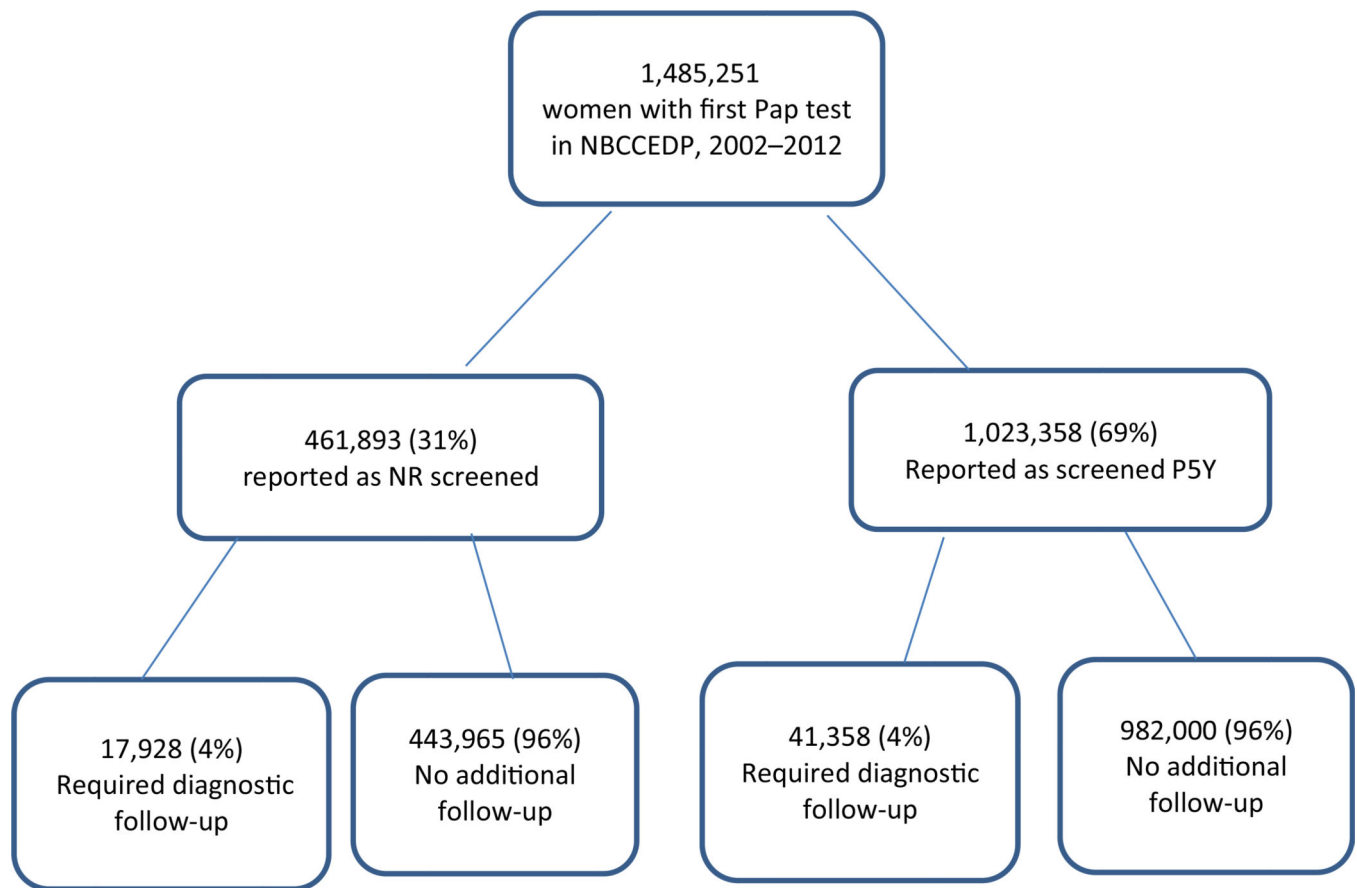 1,485,251
women with first Pap test
in NBCCEDP, 2002–2012
461,893 (31%)
reported as NR screened
1,023,358 (69%)
Reported as screened P5Y
17,928 (4%)
Required diagnostic
follow-up
443,965 (96%)
No additional
follow-up
41,358 (4%)
Required diagnostic
follow-up
982,000 (96%)
No additional
follow-up